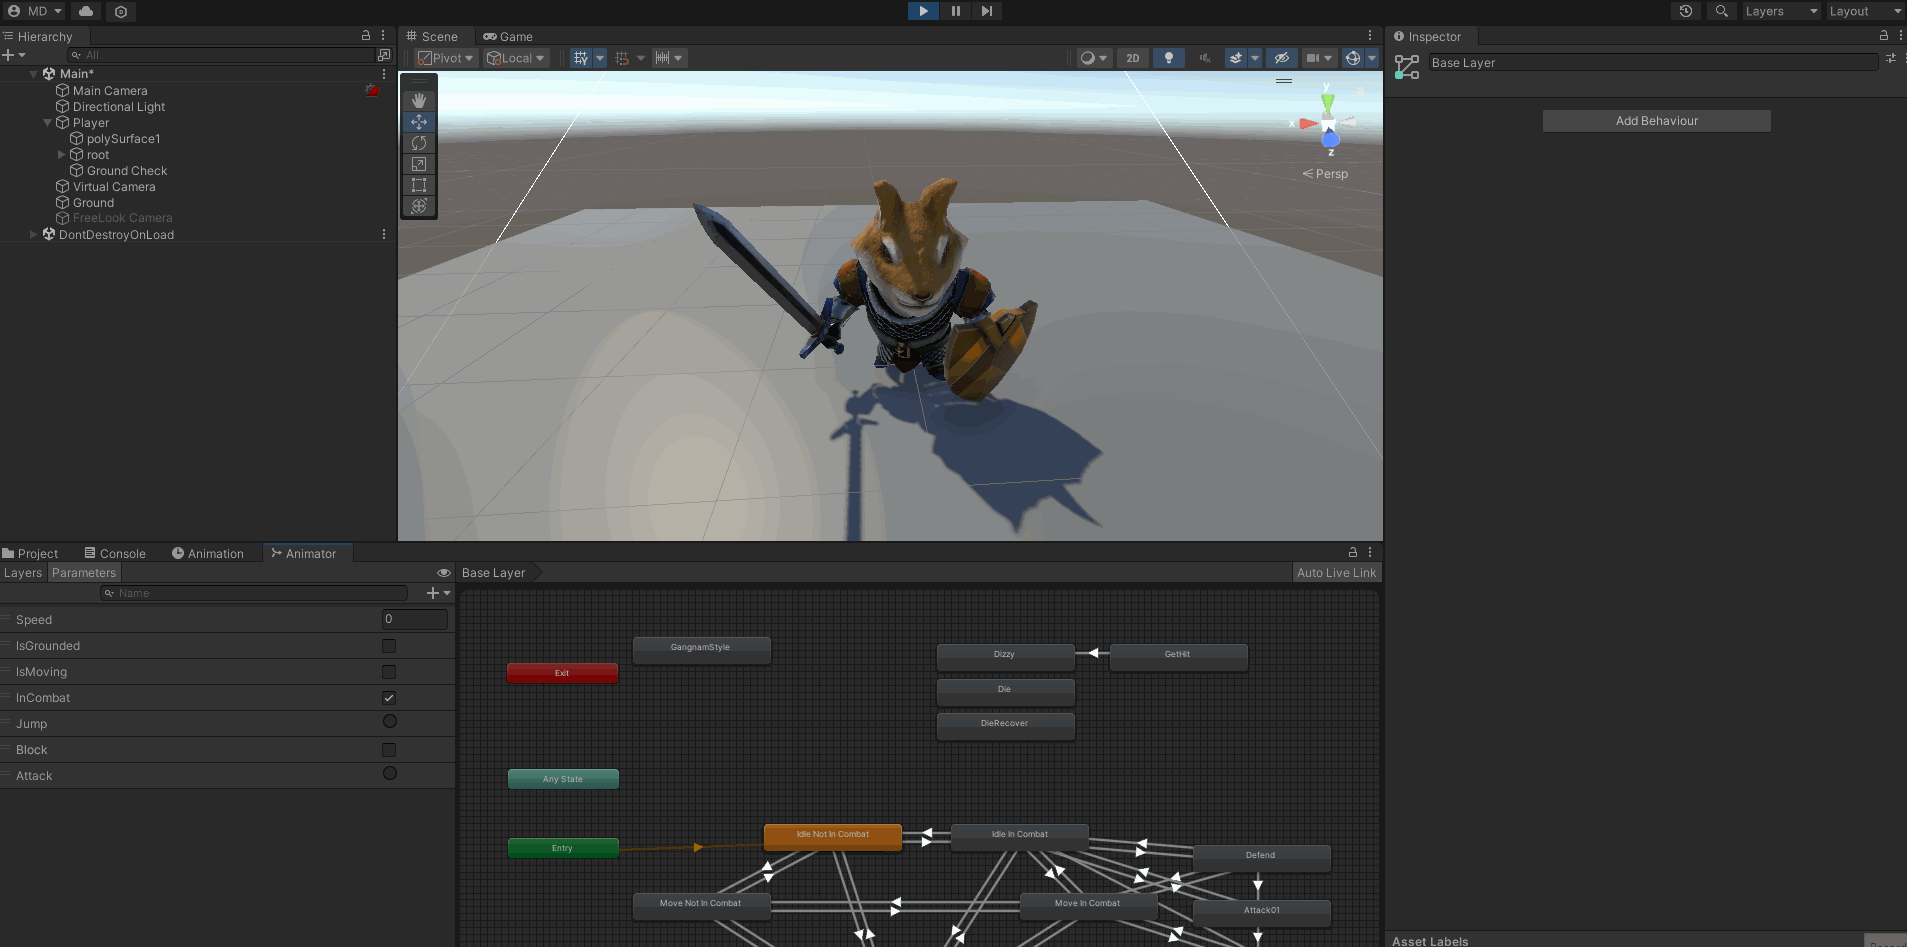 MD
Layers
Layout
Hierarchy
All
Main*
Main Camera
Directional Light
Player
polySurface1
root
Ground Check
Virtual Camera
Ground
FreeLook Camera
DontDestroyOnLoad
Scene
Game
Pivot
Local
2D
y
x
z
< Persp
Inspector
Base Layer
Add Behaviour
Project
Console
Animation
Animator
Layers
Parameters
Base Layer
Auto Live Link
Name
Speed
0
IsGrounded
IsMoving
InCombat
Jump
Block
Attack
GangnamStyle
Exit
Dizzy
GetHit
Die
DieRecover
Any State
Entry
Idle Not In Combat
Idle In Combat
Defend
Move Not In Combat
Move In Combat
Attack01
Asset Labels